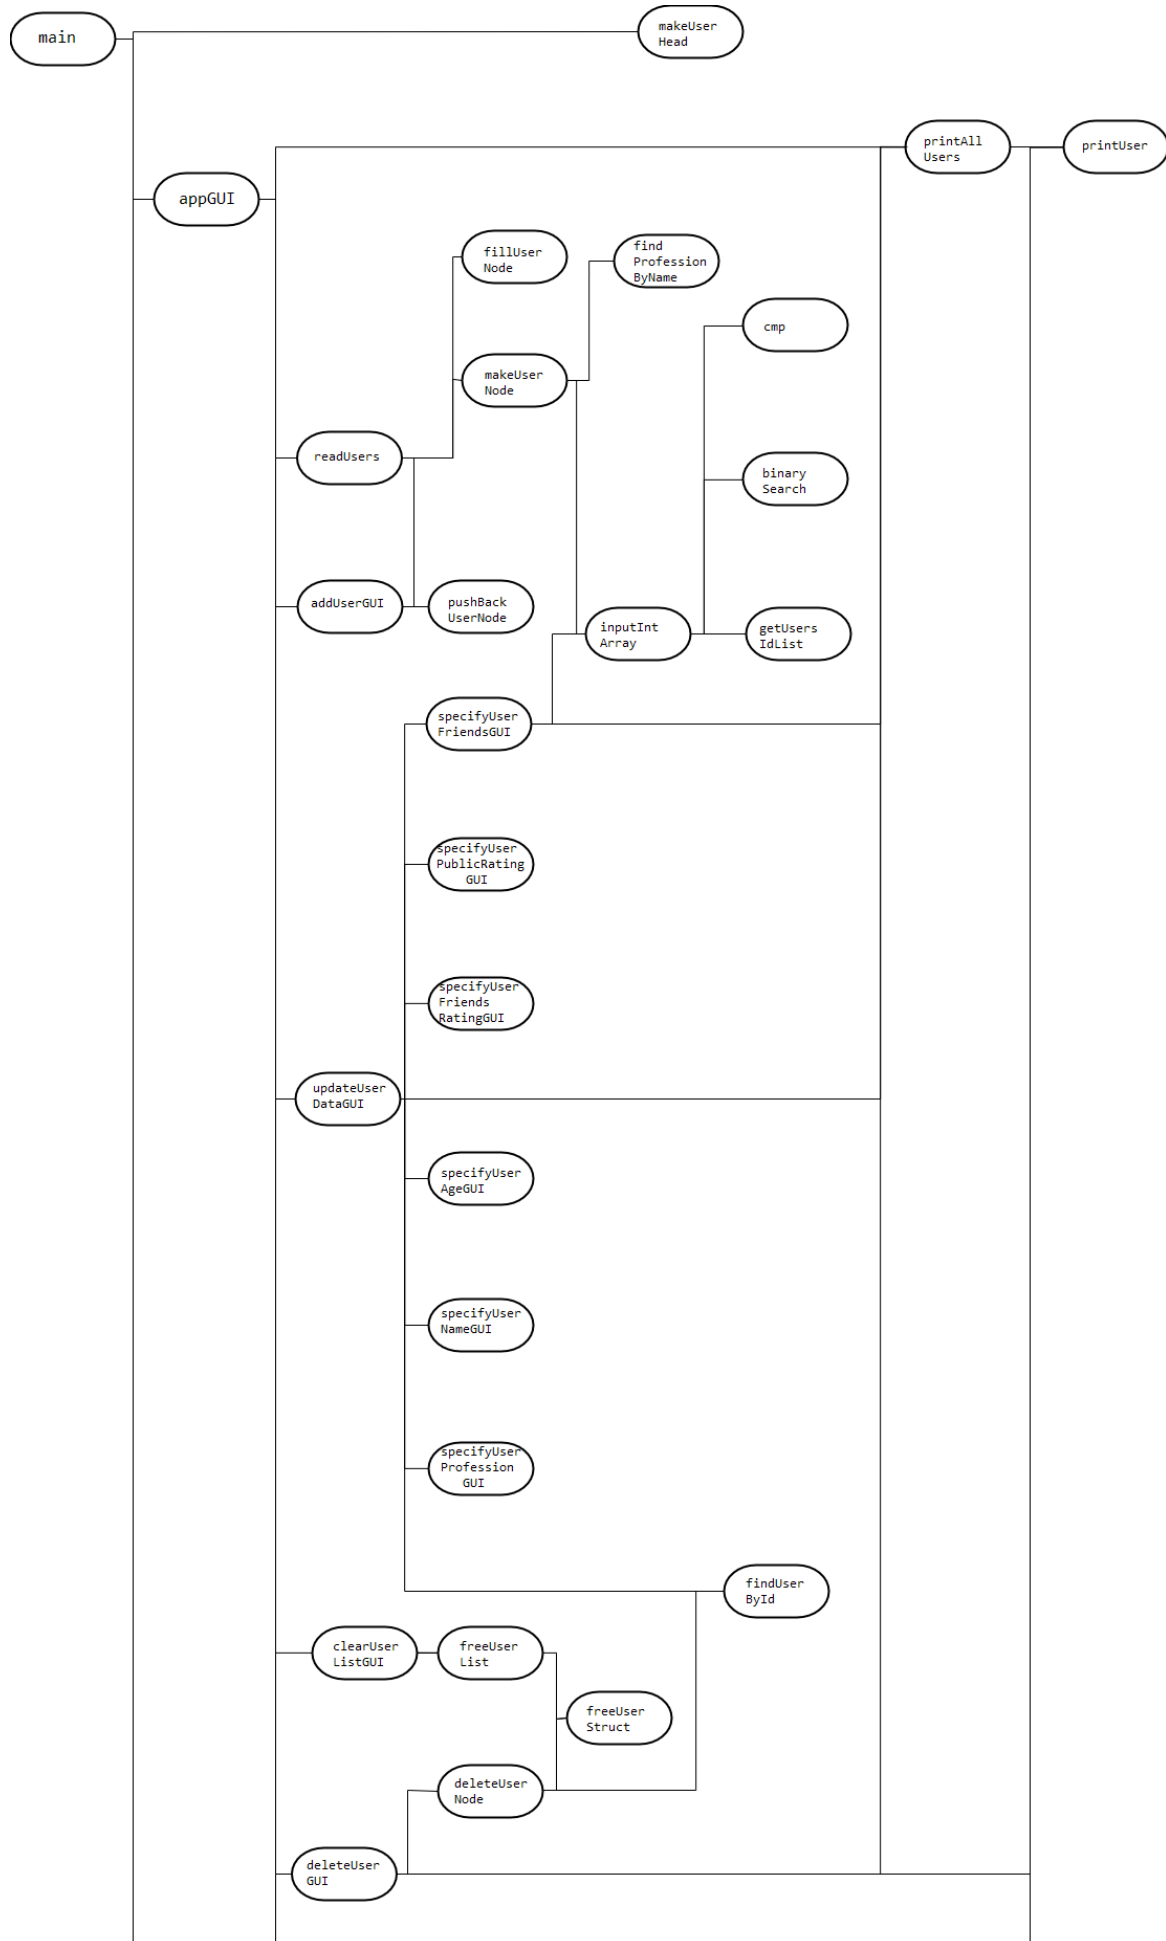 main
makeUser
Head
printAll
Users
printUser
appGUI
fillUser
Node
find
Profession
ByName
cmp
makeUser
Node
readUsers
binary
Search
addUserGUI
pushBack
UserNode
inputInt
Array
getUsers
IdList
specifyUser
FriendsGUI
specifyUser
PublicRating
GUI
specifyUser
Friends
RatingGUI
updateUser
DataGUI
specifyUser
AgeGUI
specifyUser
NameGUI
specifyUser
Profession
GUI
findUser
ById
clearUser
ListGUI
freeUser
List
freeUser
Struct
deleteUser
Node
deleteUser
GUI